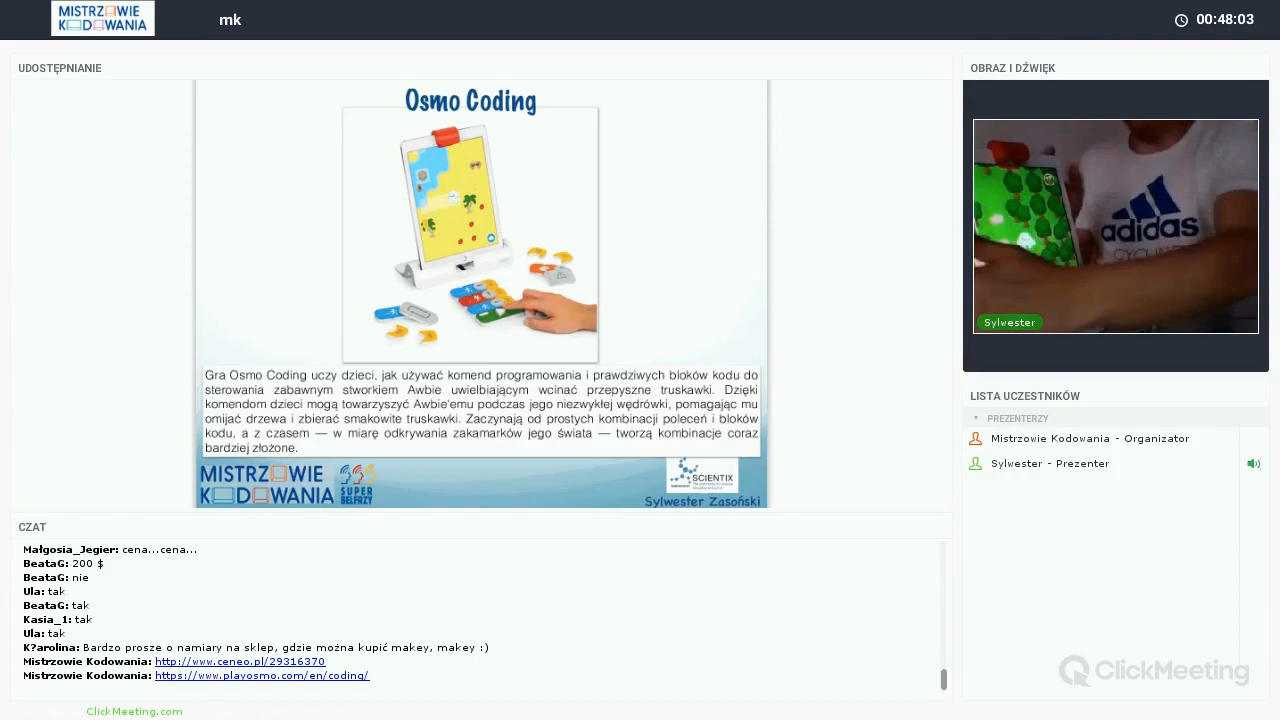 MISTRZOWIE
KODOWANIA
mk
00:48:03
UDOSTĘPNIANIE
Osmo Coding
Gra Osmo Coding uczy dzieci, jak używać komend programowania i prawdziwych bloków kodu do
sterowania zabawnym stworkiem Awbie uwielbiającym wcinać przepyszne truskawki. Dzięki
komendom dzieci mogą towarzyszyć Awbie'emu podczas jego niezwykłej wędrówki, pomagając mu
omijać drzewa i zbierać smakowite truskawki. Zaczynają od prostych kombinacji poleceń i bloków
kodu, a z czasem — w miarę odkrywania zakamarków jego świata — tworzą kombinacje coraz
bardziej złożone.
MISTRZOWIE
KODOWANIA
SUPER
BELFRZY
SCIENTIX
Sylwester Zasoński
OBRAZ I DŹWIĘK
adidas
Sylwester
LISTA UCZESTNIKÓW
PREZENTERZY
Mistrzowie Kodowania - Organizator
Sylwester - Prezenter
ClickMeeting
CZAT
Małgosia_Jegier: cena...cena...
BeataG: 200 $
BeataG: nie
Ula: tak
BeataG: tak
Kasia_1: tak
Ula: tak
K?arolina: Bardzo prosze o namiary na sklep, gdzie można kupić makey, makey :)
Mistrzowie Kodowania: http://www.ceneo.pl/29316370
Mistrzowie Kodowania: https://www.playosmo.com/en/coding/
ClickMeeting.com